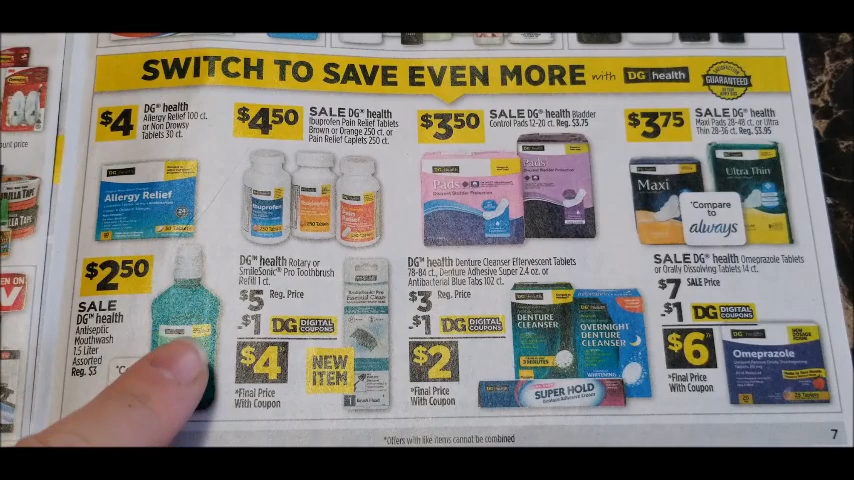 SWITCH TO SAVE EVEN MORE with DG health
GUARANTEED
$4
DG® health
Allergy Relief 100 ct.
or Non Drowsy
Tablets 30 ct.
Allergy Relief
$4.50
SALE DG® health
Ibuprofen Pain Relief Tablets
Brown or Orange 250 ct. or
Pain Relief Caplets 250 ct.
Ibuprofen
Pain
Relief
$3.50
SALE DG® health Bladder
Control Pads 12-20 ct. Reg. $3.75
Pads
Pads
$3.75
SALE DG® health
Maxi Pads 28-48 ct. or Ultra
Thin 28-36 ct. Reg. $3.95
Maxi
Ultra Thin
*Compare
to
always
$2.50
SALE
DG® health
Antiseptic
Mouthwash
1.5 Liter
Assorted
Reg. $3
DG® health Rotary or
SmileSonic® Pro Toothbrush
Refill 1 ct.
$5 Reg. Price
$1 DG DIGITAL COUPONS
$4
*Final Price
With Coupon
NEW
ITEM
DG® health Denture Cleanser Effervescent Tablets
78-84 ct., Denture Adhesive Super 2.4 oz. or
Antibacterial Blue Tabs 102 ct.
$3 Reg. Price
$1 DG DIGITAL COUPONS
$2
*Final Price
With Coupon
DENTURE
CLEANSER
OVERNIGHT
DENTURE
CLEANSER
WHITENING
SUPER HOLD
SALE DG® health Omeprazole Tablets
or Orally Dissolving Tablets 14 ct.
$7 SALE Price
$1 DG DIGITAL COUPONS
$6
*Final Price
With Coupon
Omeprazole
*Offers with like items cannot be combined
7